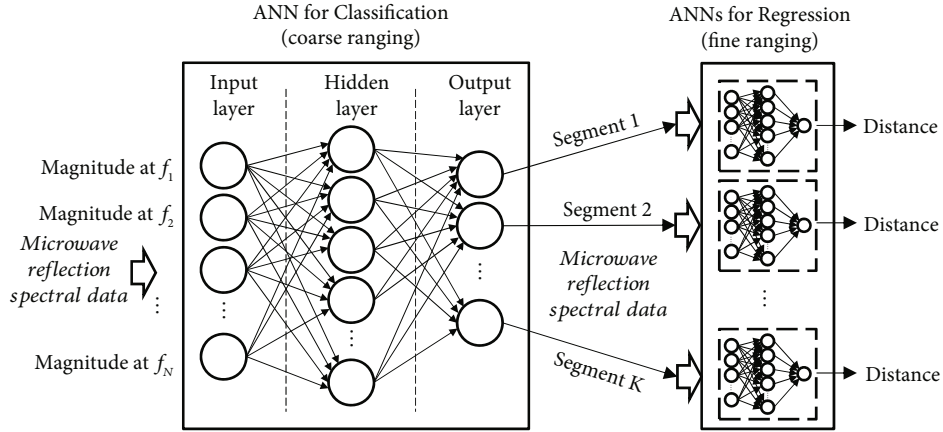 ANN for Classification
(coarse ranging)
ANNs for Regression
(fine ranging)
Input
layer
Hidden
layer
Output
layer
Magnitude at f1
Magnitude at f2
Microwave
reflection
spectral data
Magnitude at fN
Segment 1
Segment 2
Microwave
reflection
spectral data
Segment K
Distance
Distance
Distance